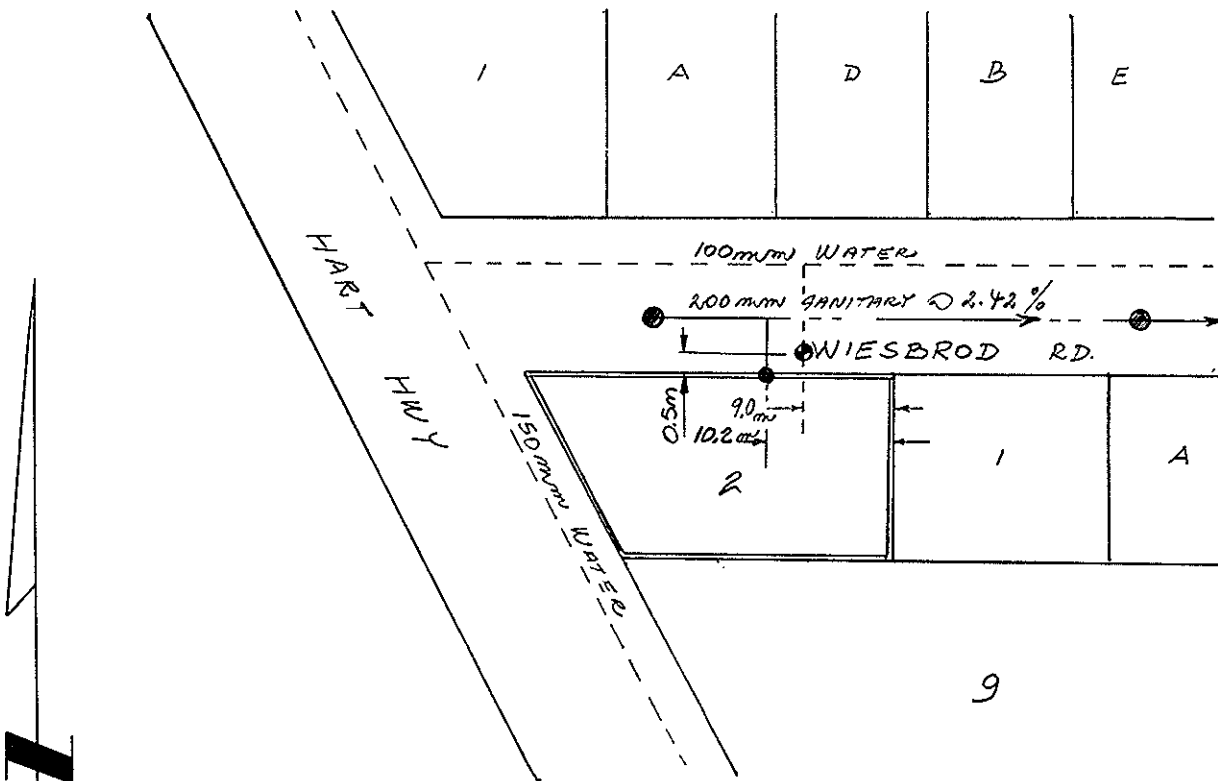 1
A
D
B
E
100mm WATER
200mm SANITARY @ 2.42%
WIESBROD RD.
HART HWY
150mm WATER
0.5m
9.0m
10.2m
2
1
A
9